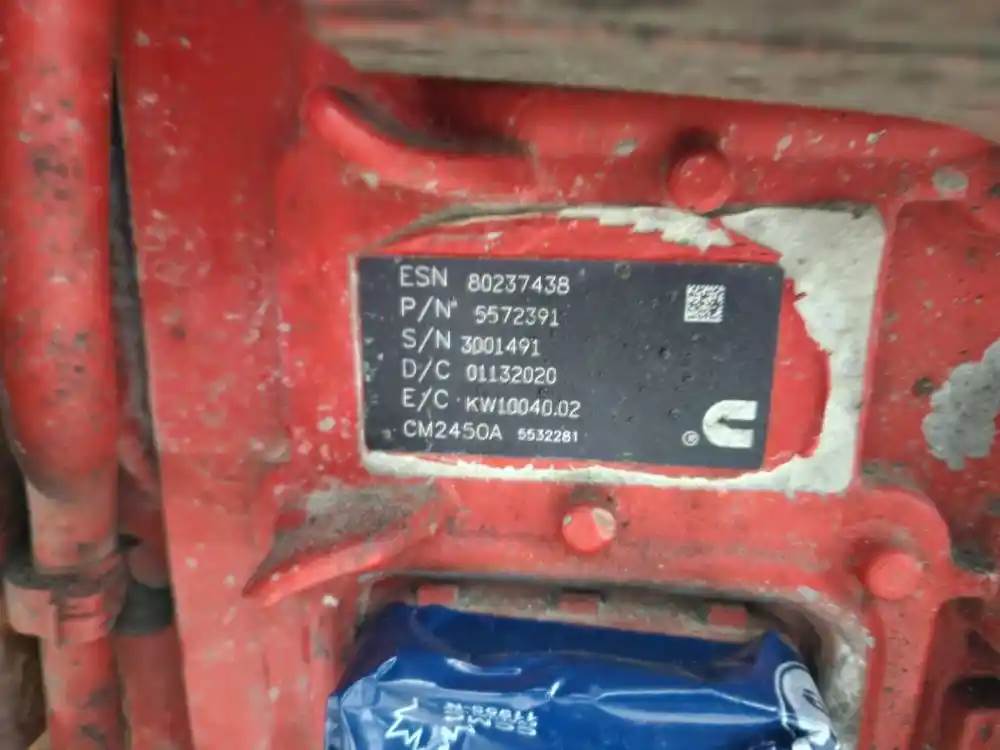 ESN 80237438
P/N 5572391
S/N 3001491
D/C 01132020
E/C KW10040.02
CM2450A 5532281
®